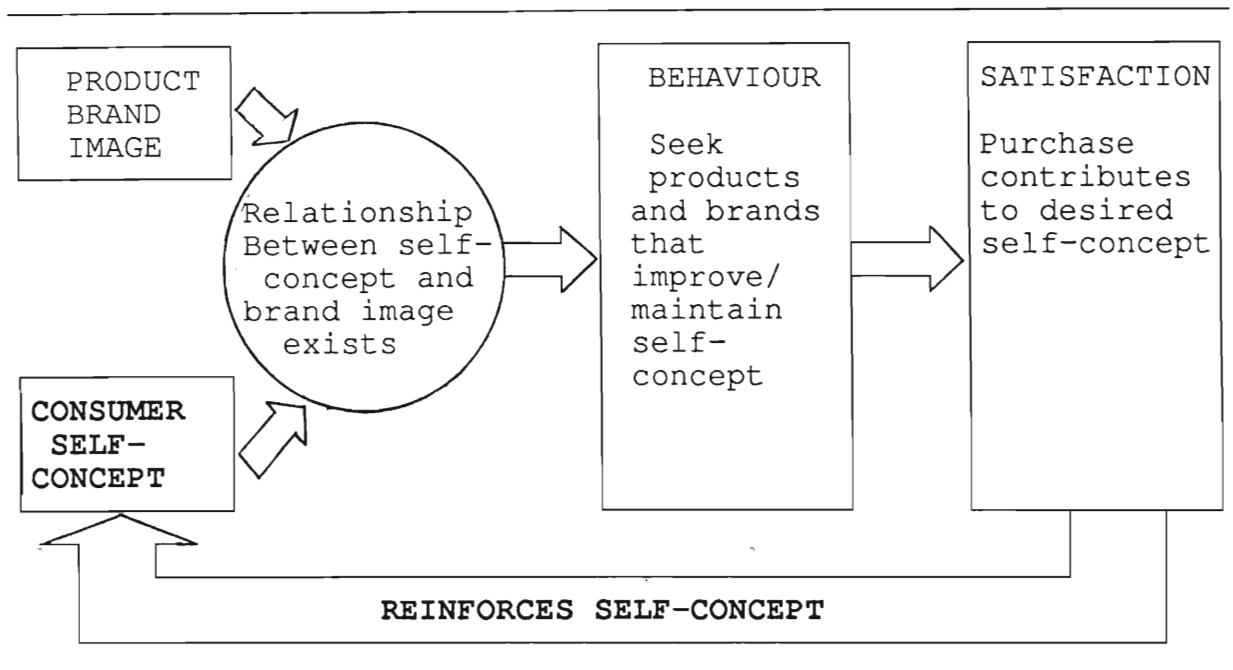 PRODUCT
BRAND
IMAGE
CONSUMER
SELF-
CONCEPT
Relationship
Between self-
concept and
brand image
exists
BEHAVIOUR
Seek
products
and brands
that
improve/
maintain
self-
concept
SATISFACTION
Purchase
contributes
to desired
self-concept
REINFORCES SELF-CONCEPT